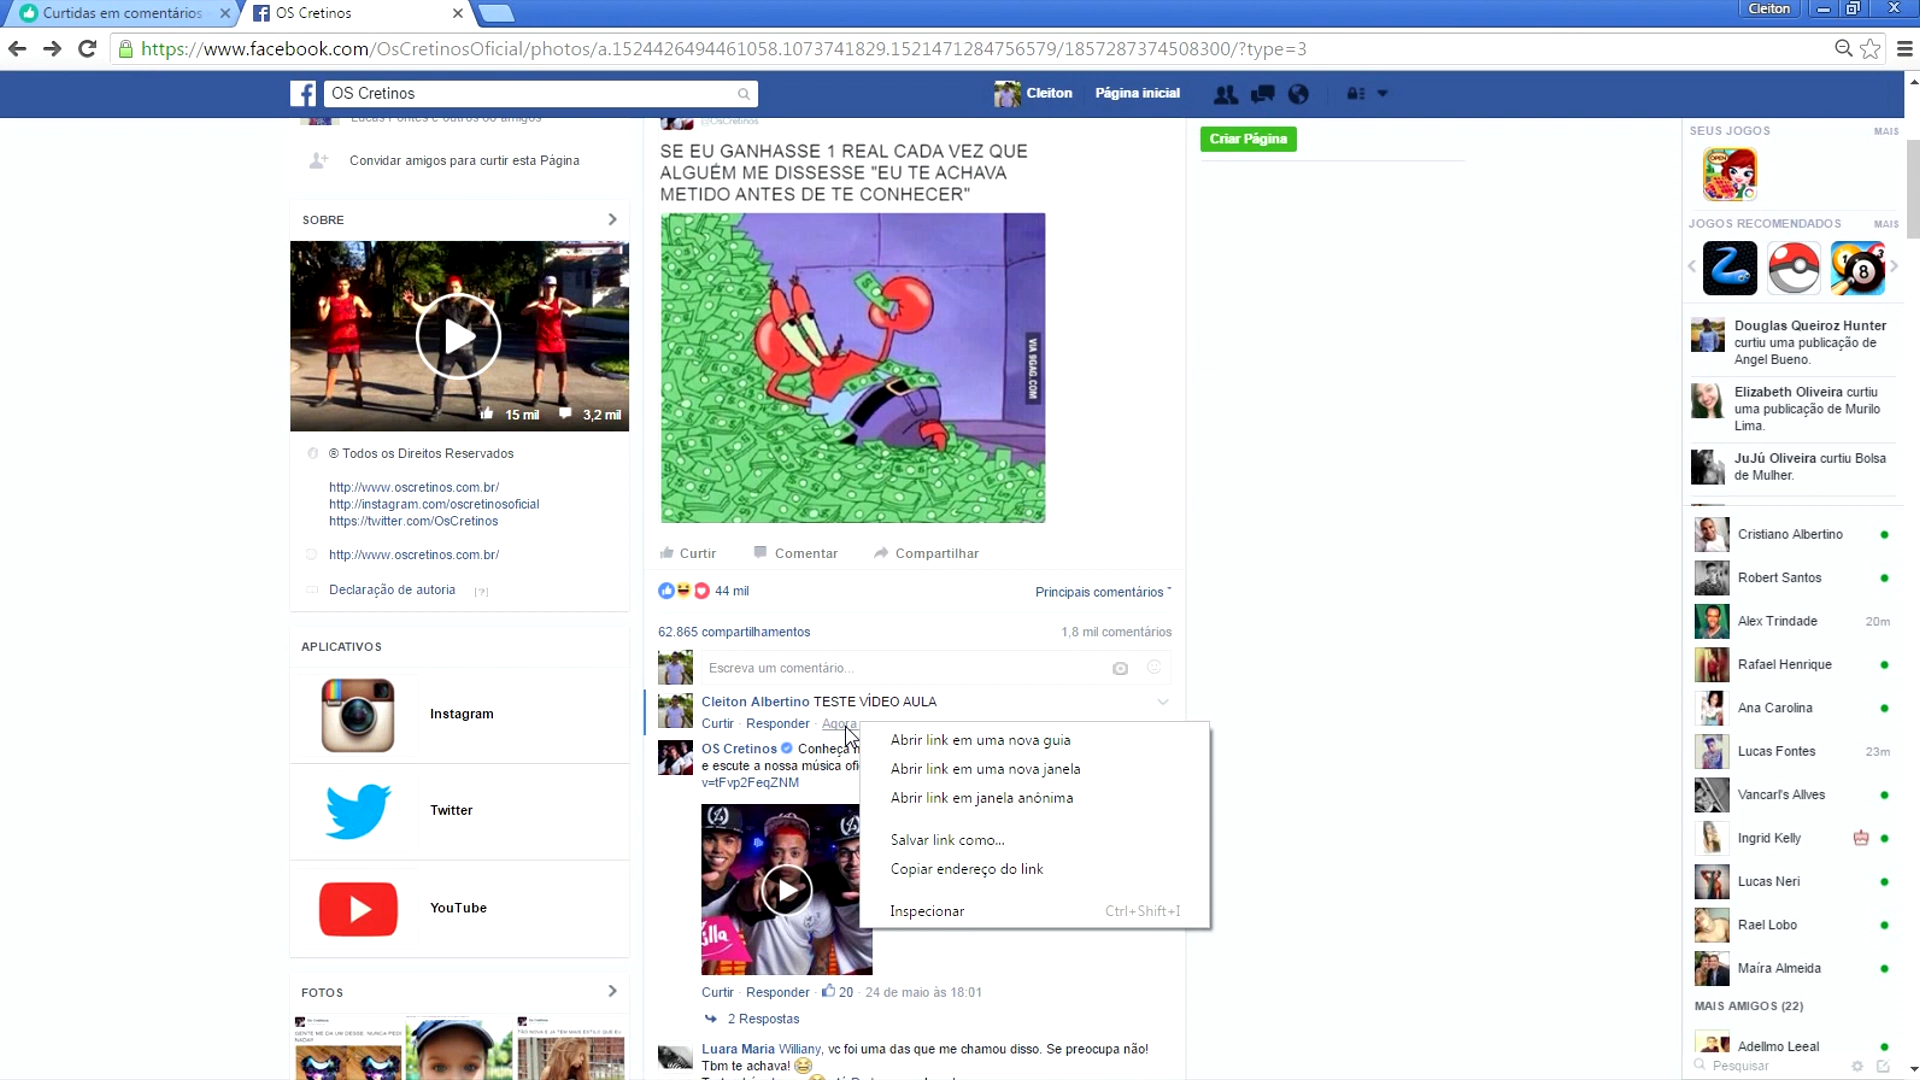 Curtidas em comentários
OS Cretinos
Cleiton
https://www.facebook.com/OsCretinosOficial/photos/a.1524426494461058.1073741829.1521471284756579/1857287374508300/?type=3
OS Cretinos
Cleiton
Página inicial
Lucas Fontes e outros 60 amigos
Convidar amigos para curtir esta Página
SOBRE
15 mil
3,2 mil
® Todos os Direitos Reservados
http://www.oscretinos.com.br/
http://instagram.com/oscretinosoficial
https://twitter.com/OsCretinos
http://www.oscretinos.com.br/
Declaração de autoria [?]
APLICATIVOS
Instagram
Twitter
YouTube
FOTOS
@OsCretinos
SE EU GANHASSE 1 REAL CADA VEZ QUE
ALGUÉM ME DISSESSE "EU TE ACHAVA
METIDO ANTES DE TE CONHECER"
VIA 9GAG.COM
Curtir
Comentar
Compartilhar
44 mil
Principais comentários
62.865 compartilhamentos
1,8 mil comentários
Escreva um comentário...
Cleiton Albertino TESTE VÍDEO AULA
Curtir · Responder · Agora
OS Cretinos Conheça
e escute a nossa música
v=tFvp2FeqZNM
Curtir · Responder · 20 · 24 de maio às 18:01
2 Respostas
Luara Maria Williany, vc foi uma das que me chamou disso. Se preocupa não!
Tbm te achava!
Abrir link em uma nova guia
Abrir link em uma nova janela
Abrir link em janela anônima
Salvar link como...
Copiar endereço do link
Inspecionar Ctrl+Shift+I
Criar Página
SEUS JOGOS
MAIS
OPEN
JOGOS RECOMENDADOS
MAIS
8
Douglas Queiroz Hunter
curtiu uma publicação de
Angel Bueno.
Elizabeth Oliveira curtiu
uma publicação de Murilo
Lima.
JuJú Oliveira curtiu Bolsa
de Mulher.
Cristiano Albertino
Robert Santos
Alex Trindade 20m
Rafael Henrique
Ana Carolina
Lucas Fontes 23m
Vancarl's Allves
Ingrid Kelly
Lucas Neri
Rael Lobo
Maíra Almeida
MAIS AMIGOS (22)
Adellmo Leeal
Pesquisar